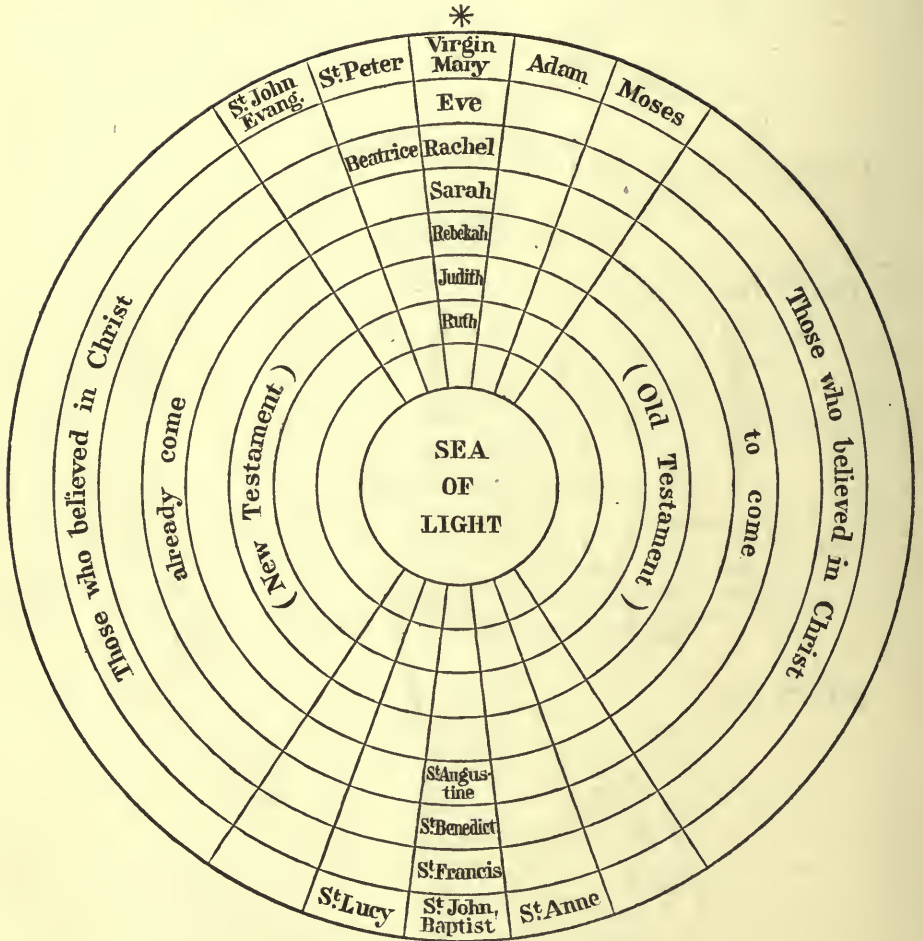 *
St. John
Evang.
St. Peter
Virgin
Mary
Adam
Moses
Eve
Beatrice
Rachel
Sarah
Rebekah
Judith
Ruth
Those who believed in Christ
already come
(New Testament)
SEA
OF
LIGHT
(Old Testament)
to come
Those who believed in Christ
St. Augus-
tine
St. Benedict
St. Francis
St. Lucy
St. John,
Baptist
St. Anne